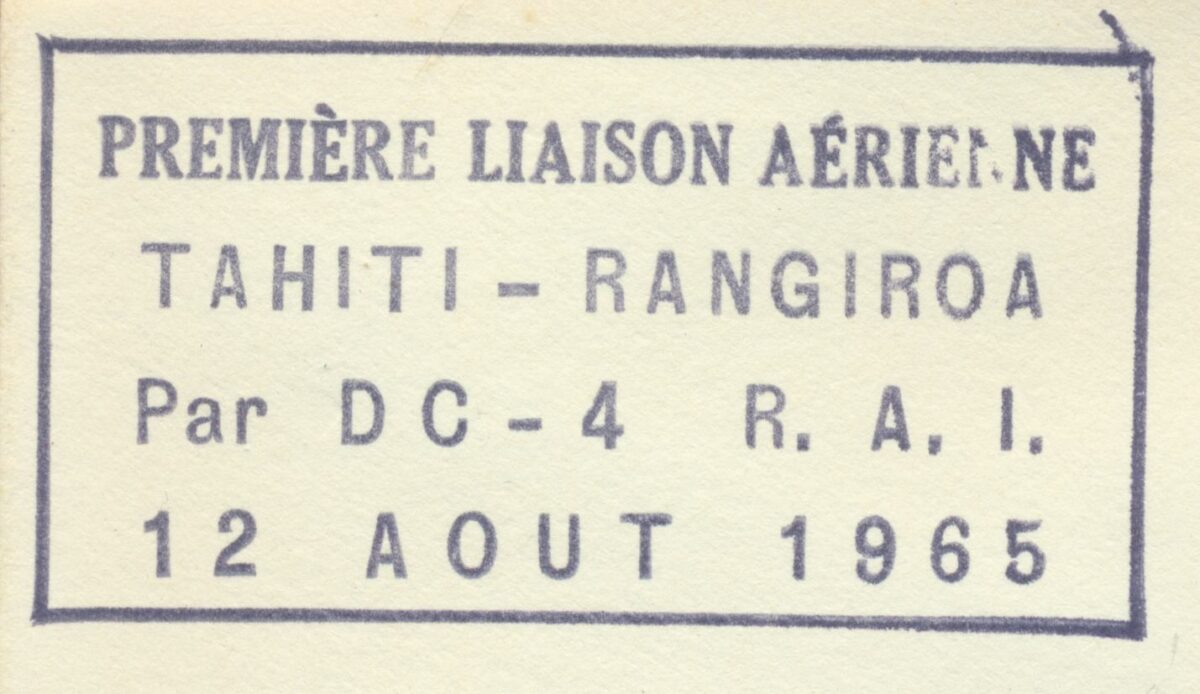 PREMIÈRE LIAISON AÉRIENNE
TAHITI - RANGIROA
Par DC-4 R. A. I.
12 AOUT 1965